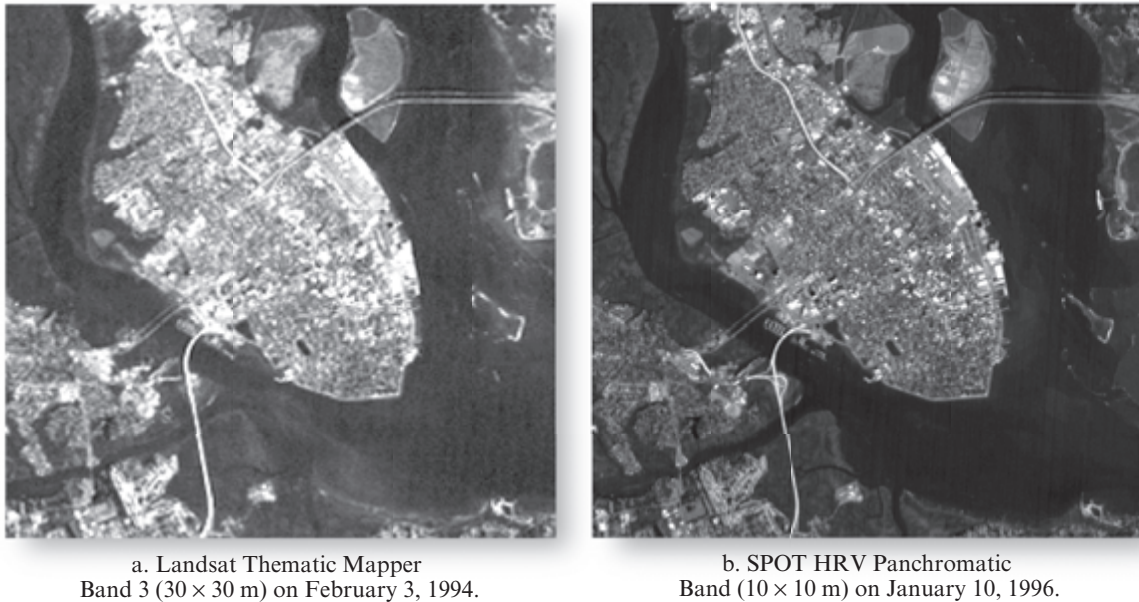 a. Landsat Thematic Mapper
Band 3 (30 × 30 m) on February 3, 1994.
b. SPOT HRV Panchromatic
Band (10 × 10 m) on January 10, 1996.